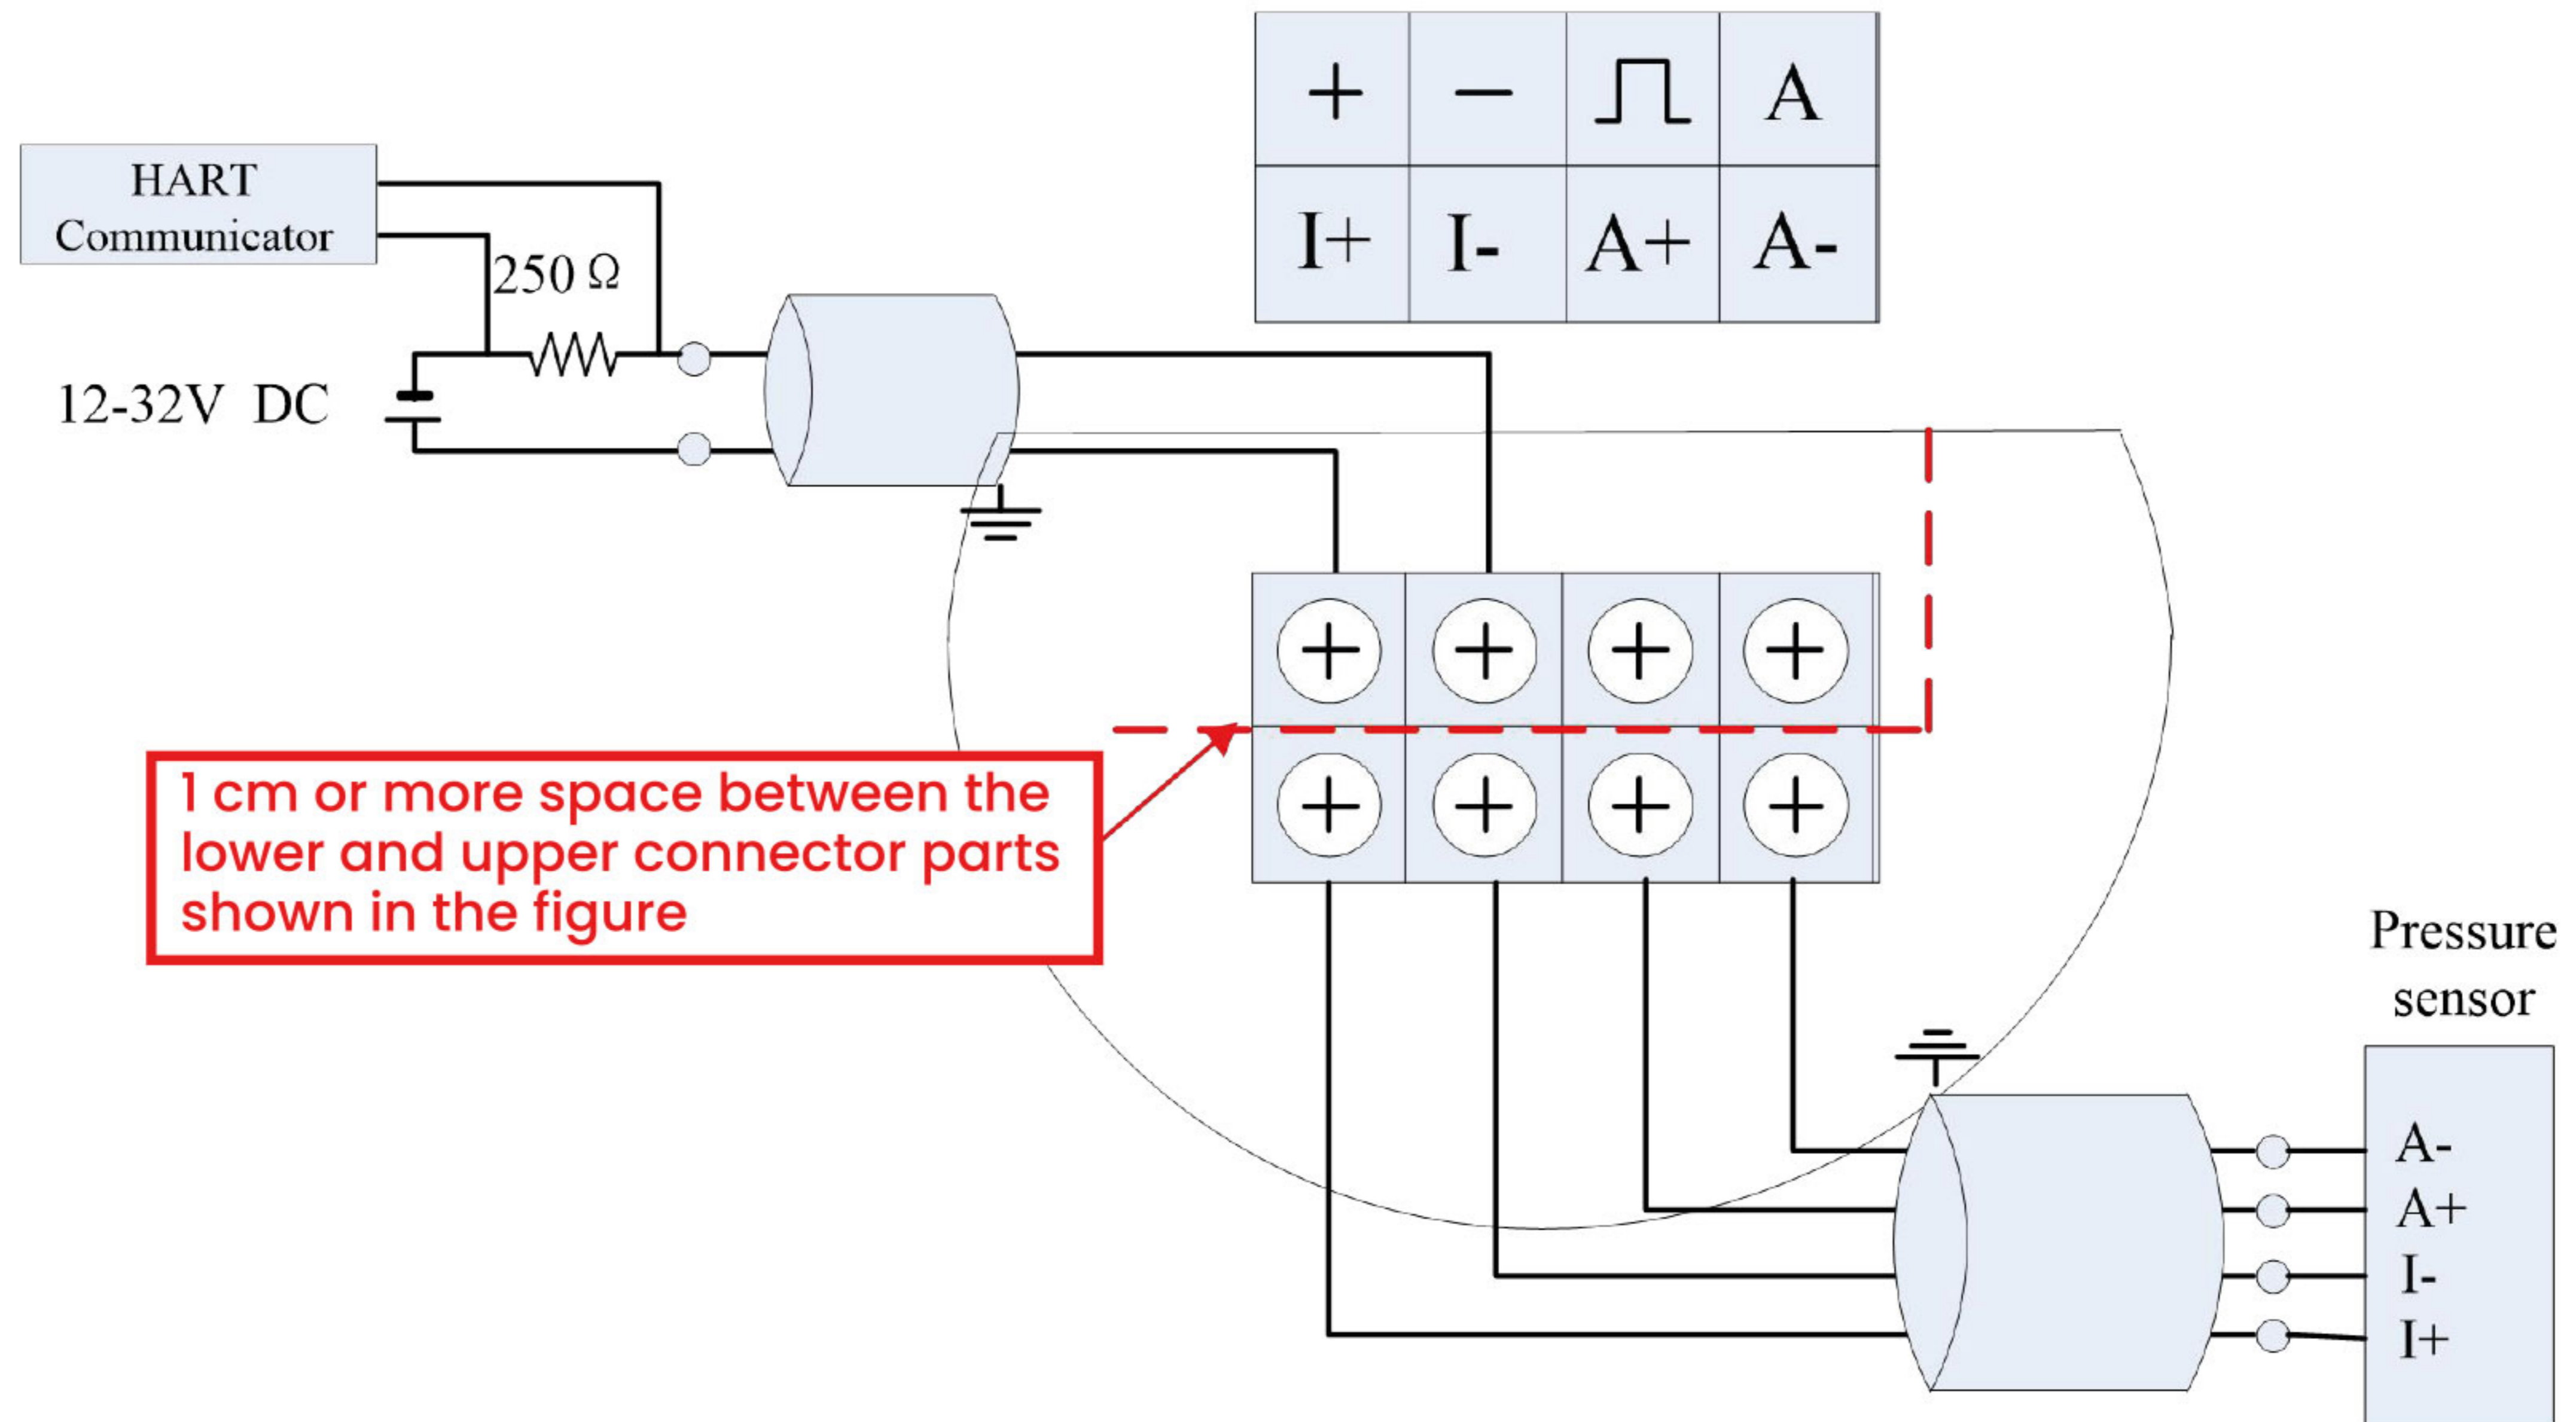 + − A
I+ I- A+ A-
HART
Communicator
250 Ω
12-32V DC
1 cm or more space between the
lower and upper connector parts
shown in the figure
Pressure
sensor
A-
A+
I-
I+